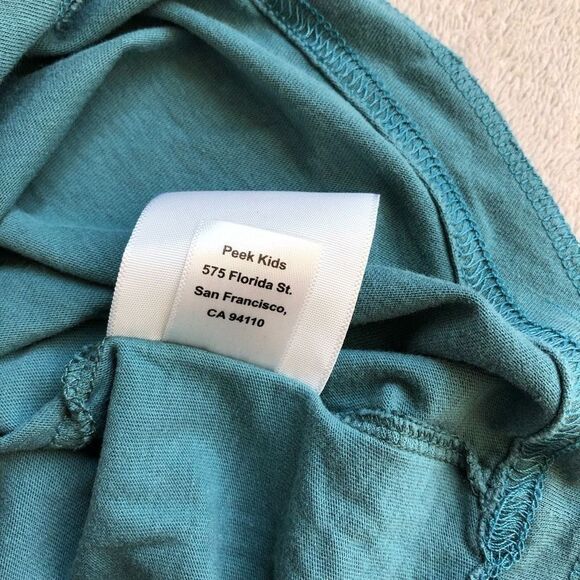 Peek Kids
575 Florida St.
San Francisco,
CA 94110